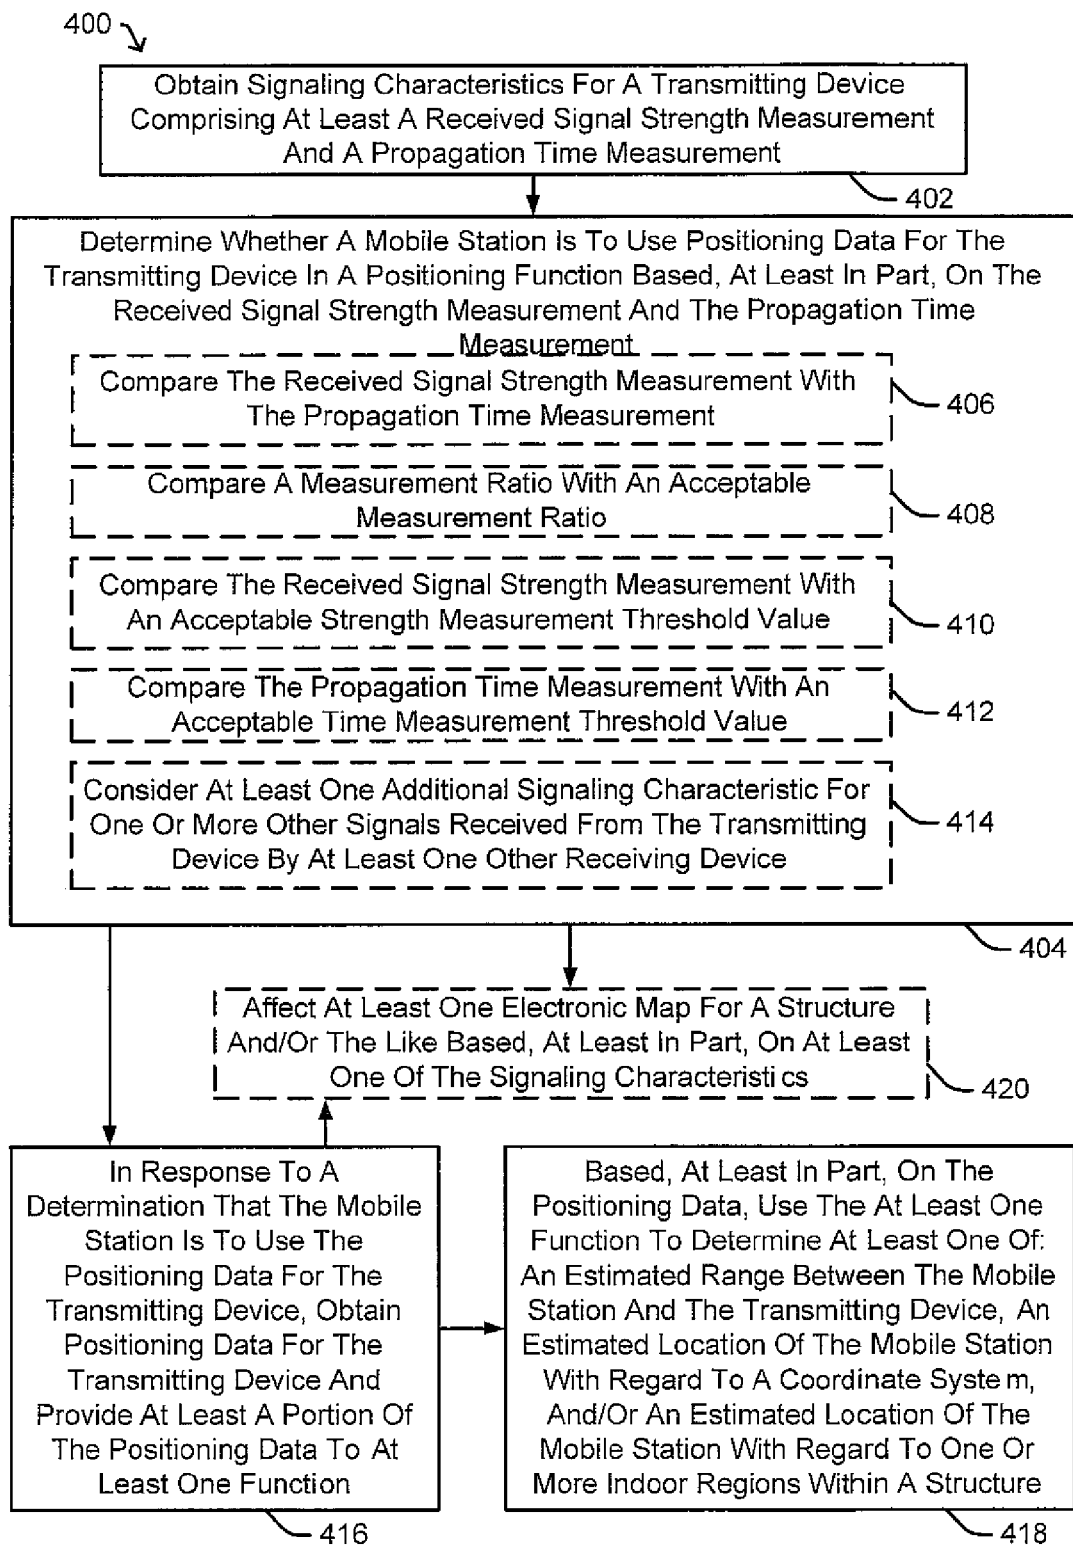 400
Obtain Signaling Characteristics For A Transmitting Device
Comprising At Least A Received Signal Strength Measurement
And A Propagation Time Measurement
402
Determine Whether A Mobile Station Is To Use Positioning Data For The
Transmitting Device In A Positioning Function Based, At Least In Part, On The
Received Signal Strength Measurement And The Propagation Time
Measurement
Compare The Received Signal Strength Measurement With
The Propagation Time Measurement
406
Compare A Measurement Ratio With An Acceptable
Measurement Ratio
408
Compare The Received Signal Strength Measurement With
An Acceptable Strength Measurement Threshold Value
410
Compare The Propagation Time Measurement With An
Acceptable Time Measurement Threshold Value
412
Consider At Least One Additional Signaling Characteristic For
One Or More Other Signals Received From The Transmitting
Device By At Least One Other Receiving Device
414
404
Affect At Least One Electronic Map For A Structure
And/Or The Like Based, At Least In Part, On At Least
One Of The Signaling Characteristics
420
In Response To A
Determination That The Mobile
Station Is To Use The
Positioning Data For The
Transmitting Device, Obtain
Positioning Data For The
Transmitting Device And
Provide At Least A Portion Of
The Positioning Data To At
Least One Function
416
Based, At Least In Part, On The
Positioning Data, Use The At Least One
Function To Determine At Least One Of:
An Estimated Range Between The Mobile
Station And The Transmitting Device, An
Estimated Location Of The Mobile Station
With Regard To A Coordinate System,
And/Or An Estimated Location Of The
Mobile Station With Regard To One Or
More Indoor Regions Within A Structure
418